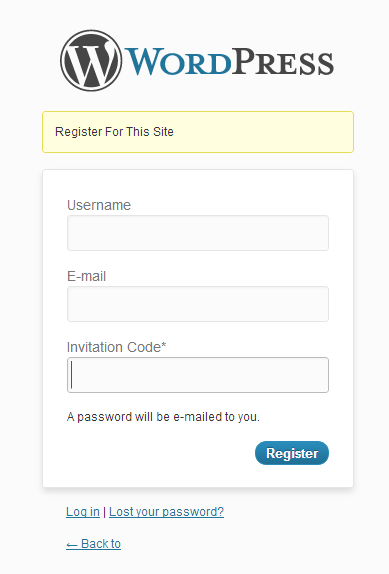 WORDPRESS
Register For This Site
Username
E-mail
Invitation Code*
A password will be e-mailed to you.
Register
Log in | Lost your password?
← Back to